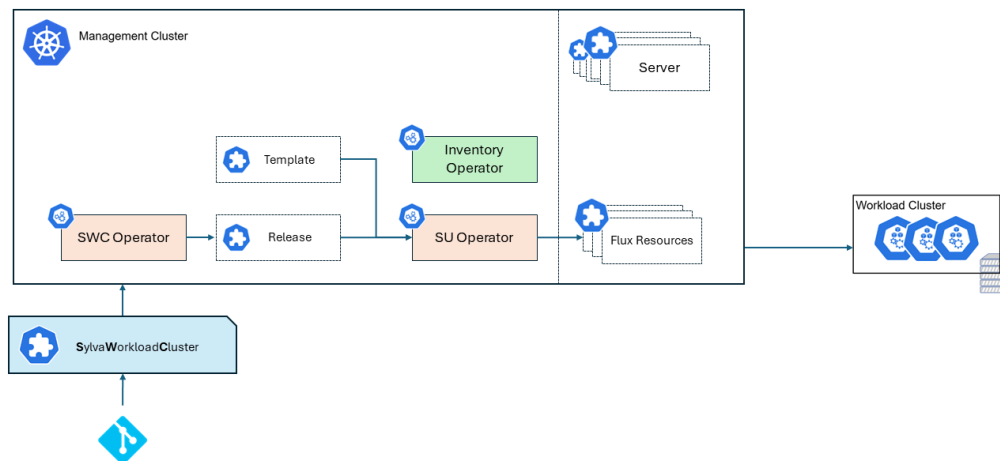 Management Cluster
Server
Template
Inventory
Operator
SWC Operator
Release
SU Operator
Flux Resources
Workload Cluster
SylvaWorkloadCluster